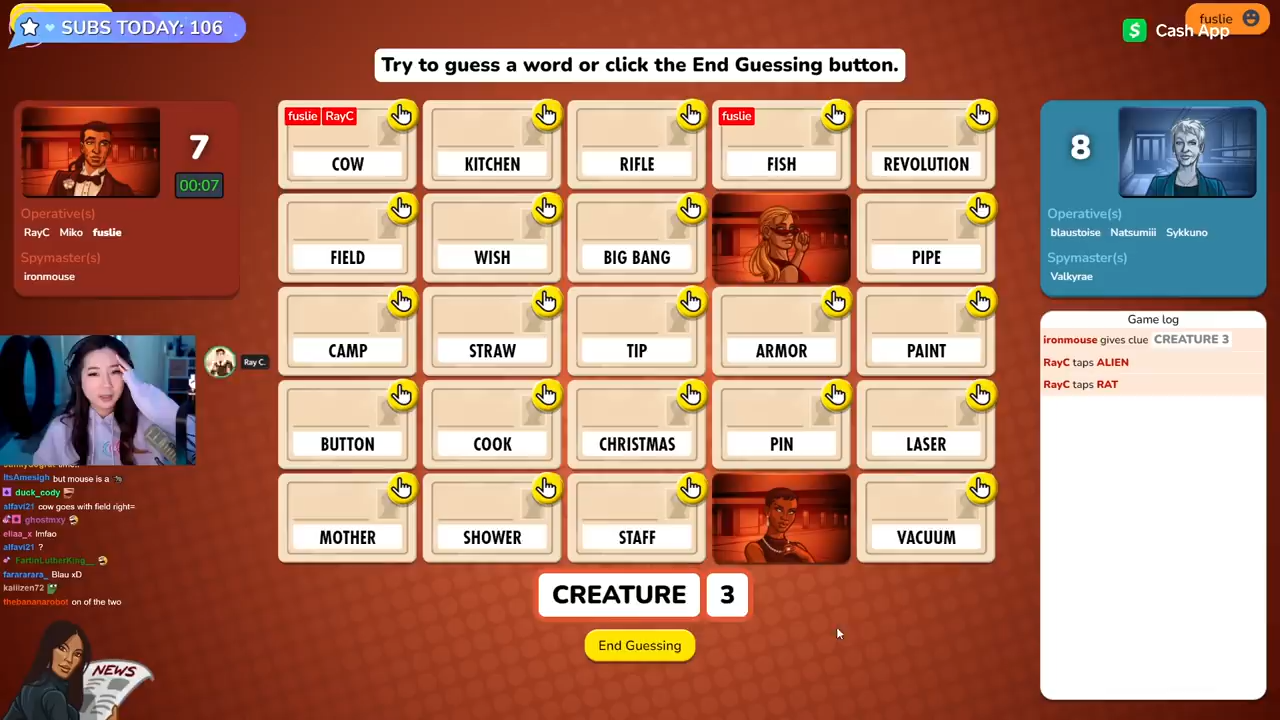 SUBS TODAY: 106
fuslie
Cash App
Try to guess a word or click the End Guessing button.
7
00:07
Operative(s)
RayC Miko fuslie
Spymaster(s)
ironmouse
fuslie RayC
COW
KITCHEN
RIFLE
fuslie
FISH
REVOLUTION
FIELD
WISH
BIG BANG
PIPE
CAMP
STRAW
TIP
ARMOR
PAINT
BUTTON
COOK
CHRISTMAS
PIN
LASER
MOTHER
SHOWER
STAFF
VACUUM
CREATURE 3
End Guessing
8
Operative(s)
blaustoise Natsumiii Sykkuno
Spymaster(s)
Valkyrae
Game log
ironmouse gives clue CREATURE 3
RayC taps ALIEN
RayC taps RAT
Ray C.
ItsAmesigh but mouse is a
duck_cody
alfavi21 cow goes with field right=
ghostmxy
eliaa_x lmfao
alfavi21 ?
FartinLutherKing__
farararara_ Blau xD
kaliizen72
thebananarobot on of the two
NEWS